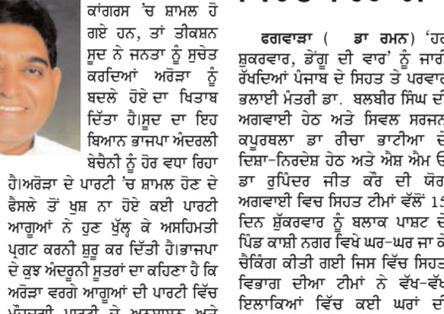 ਕਾਂਗਰਸ 'ਚ ਸ਼ਾਮਲ ਹੋ
ਗਏ ਹਨ, ਤਾਂ ਤੀਕਸ਼ਨ
ਸੂਦ ਨੇ ਜਨਤਾ ਨੂੰ ਸੁਚੇਤ
ਕਰਦਿਆਂ ਅਰੋੜਾ ਨੂੰ
ਬਦਲੇ ਹੋਏ ਦਾ ਖਿਤਾਬ
ਦਿੱਤਾ ਹੈ।ਸੂਦ ਦਾ ਇਹ
ਬਿਆਨ ਭਾਜਪਾ ਅੰਦਰਲੀ
ਬੇਚੈਨੀ ਨੂੰ ਹੋਰ ਵਧਾ ਰਿਹਾ
ਹੈ।ਅਰੋੜਾ ਦੇ ਪਾਰਟੀ 'ਚ ਸ਼ਾਮਲ ਹੋਣ ਦੇ
ਫੈਸਲੇ ਤੋਂ ਖੁਸ਼ ਨਾ ਹੋਏ ਕਈ ਪਾਰਟੀ
ਆਗੂਆਂ ਨੇ ਹੁਣ ਖੁੱਲ੍ਹ ਕੇ ਅਸਹਿਮਤੀ
ਪ੍ਰਗਟ ਕਰਨੀ ਸ਼ੁਰੂ ਕਰ ਦਿੱਤੀ ਹੈ।ਭਾਜਪਾ
ਦੇ ਕੁਝ ਅੰਦਰੂਨੀ ਸੂਤਰਾਂ ਦਾ ਕਹਿਣਾ ਹੈ ਕਿ
ਅਰੋੜਾ ਵਰਗੇ ਆਗੂਆਂ ਦੀ ਪਾਰਟੀ ਵਿੱਚ
ਫਗਵਾੜਾ ( ਡਾ ਰਮਨ) 'ਹਰ
ਸ਼ੁਕਰਵਾਰ, ਡੇਂਗੂ ਦੀ ਵਾਰ' ਨੂੰ ਜਾਰੀ
ਰੱਖਦਿਆਂ ਪੰਜਾਬ ਦੇ ਸਿਹਤ ਤੇ ਪਰਵਾਰ
ਭਲਾਈ ਮੰਤਰੀ ਡਾ. ਬਲਬੀਰ ਸਿੰਘ ਦੀ
ਅਗਵਾਈ ਹੇਠ ਅਤੇ ਸਿਵਲ ਸਰਜਨ
ਕਪੂਰਥਲਾ ਡਾ ਰੀਚਾ ਭਾਟੀਆ ਦੇ
ਦਿਸ਼ਾ-ਨਿਰਦੇਸ਼ ਹੇਠ ਅਤੇ ਐਸ਼ ਐਮ ਓ
ਡਾ ਰੁਪਿੰਦਰ ਜੀਤ ਕੌਰ ਦੀ ਯੋਗ
ਅਗਵਾਈ ਵਿਚ ਸਿਹਤ ਟੀਮਾਂ ਵੱਲੋਂ 15
ਦਿਨ ਸ਼ੁੱਕਰਵਾਰ ਨੂੰ ਬਲਾਕ ਪਾਸ਼ਟ ਦੇ
ਪਿੰਡ ਕਾਸ਼ੀ ਨਗਰ ਵਿਖੇ ਘਰ-ਘਰ ਜਾ ਕੇ
ਚੈਕਿੰਗ ਕੀਤੀ ਗਈ ਜਿਸ ਵਿੱਚ ਸਿਹਤ
ਵਿਭਾਗ ਦੀਆ ਟੀਮਾਂ ਨੇ ਵੱਖ-ਵੱਖ
ਇਲਾਕਿਆਂ ਵਿੱਚ ਕਈ ਘਰਾਂ ਦੀ